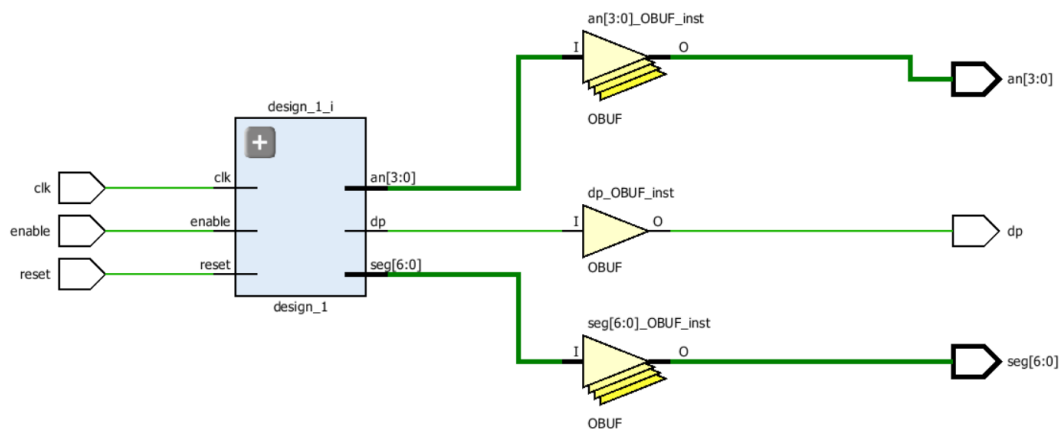 an[3:0]_OBUF_inst
I
O
an[3:0]
OBUF
design_1_i
clk
clk
an[3:0]
dp_OBUF_inst
enable
enable
dp
I
O
dp
OBUF
reset
reset
seg[6:0]
design_1
seg[6:0]_OBUF_inst
I
O
seg[6:0]
OBUF